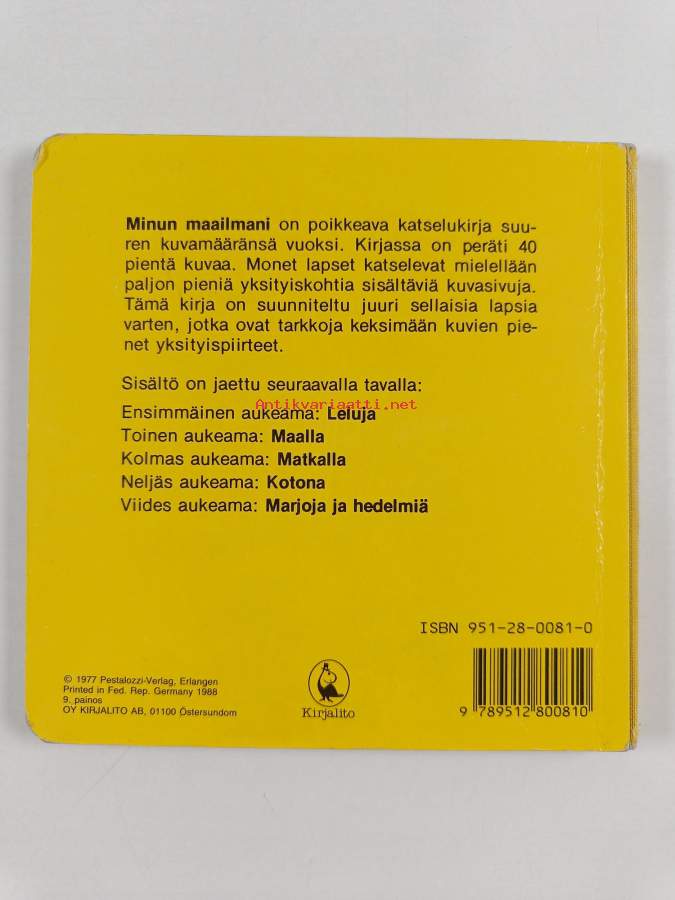 Minun maailmani on poikkeava katselukirja suu-
ren kuvamääränsä vuoksi. Kirjassa on peräti 40
pientä kuvaa. Monet lapset katselevat mielellään
paljon pieniä yksityiskohtia sisältäviä kuvasivuja.
Tämä kirja on suunniteltu juuri sellaisia lapsia
varten, jotka ovat tarkkoja keksimään kuvien pie-
net yksityispiirteet.
Sisältö on jaettu seuraavalla tavalla:
Antikvariaatti.net
Ensimmäinen aukeama: Leluja
Toinen aukeama: Maalla
Kolmas aukeama: Matkalla
Neljäs aukeama: Kotona
Viides aukeama: Marjoja ja hedelmiä
ISBN 951-28-0081-0
© 1977 Pestalozzi-Verlag, Erlangen
Printed in Fed. Rep. Germany 1988
9. painos
OY KIRJALITO AB, 01100 Östersundom
Kirjalito
9 789512 800810